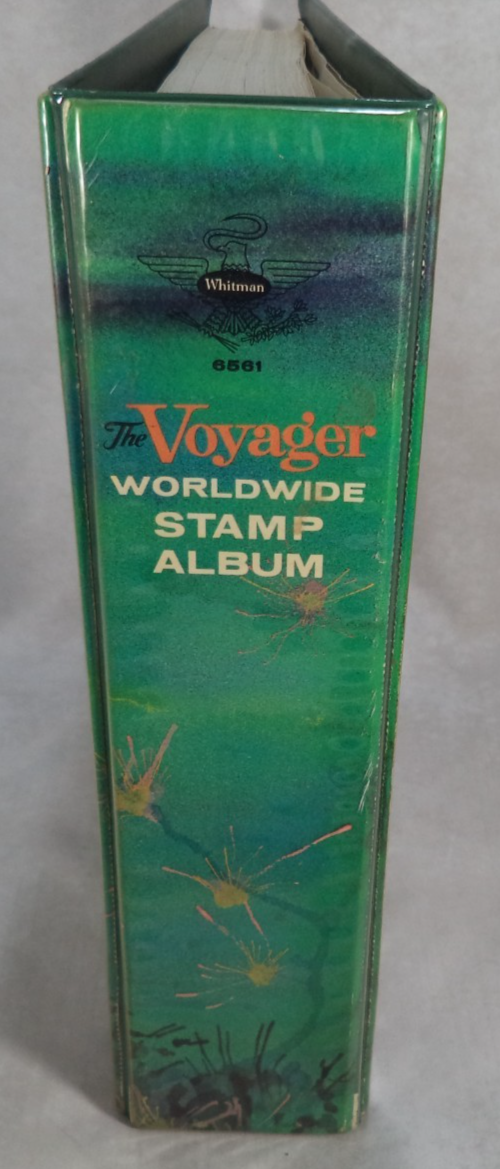 Whitman
6561
The Voyager
WORLDWIDE
STAMP
ALBUM